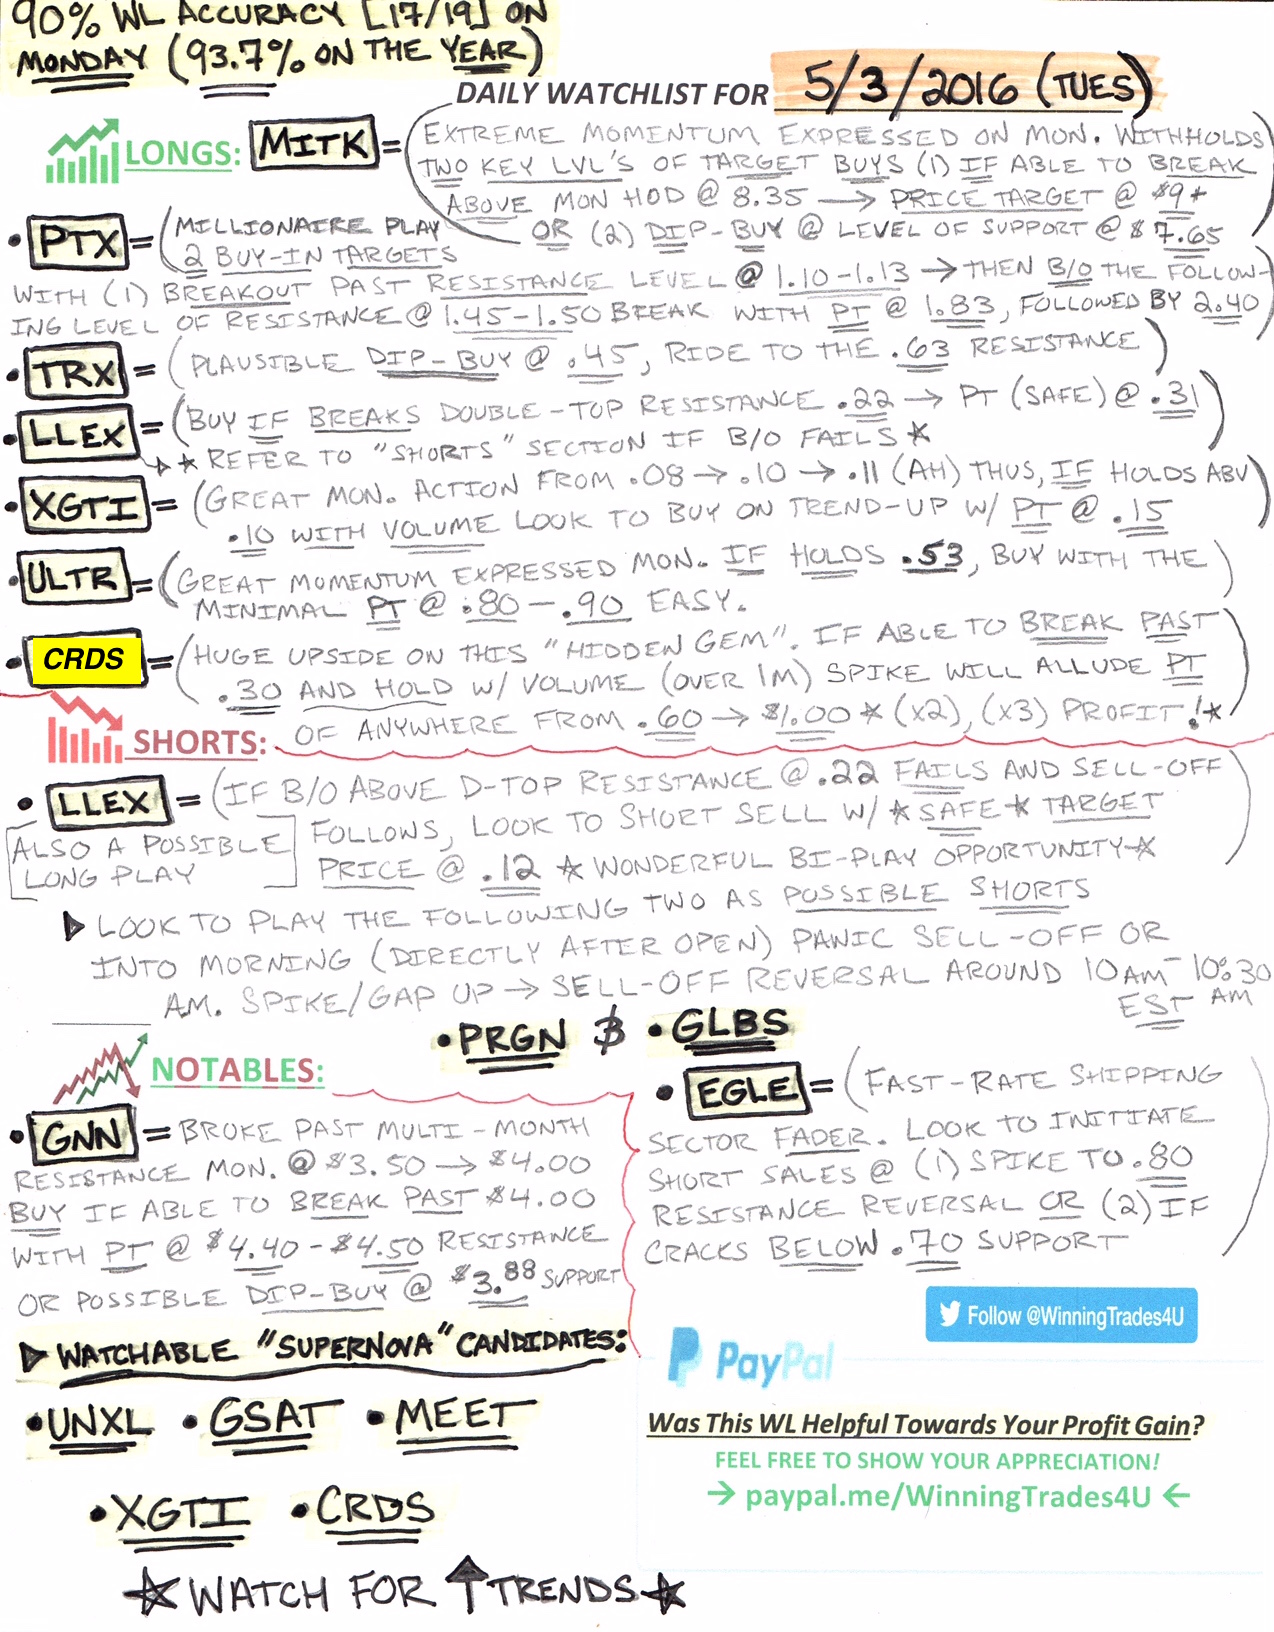 90% WL ACCURACY [17/19] ON
MONDAY (93.7% ON THE YEAR)
DAILY WATCHLIST FOR 5/3/2016 (TUES)
LONGS: MITK = (EXTREME MOMENTUM EXPRESSED ON MON. WITHHOLDS
TWO KEY LVL'S OF TARGET BUYS (1) IF ABLE TO BREAK
ABOVE MON HOD @ 8.35 → PRICE TARGET @ $9+
OR (2) DIP-BUY @ LEVEL OF SUPPORT @ $7.65)
• PTX = (MILLIONAIRE PLAY
2 BUY-IN TARGETS
WITH (1) BREAKOUT PAST RESISTANCE LEVEL @ 1.10-1.13 → THEN B/O THE FOLLOW-
ING LEVEL OF RESISTANCE @ 1.45-1.50 BREAK WITH PT @ 1.83, FOLLOWED BY 2.40)
• TRX = (PLAUSIBLE DIP-BUY @ .45, RIDE TO THE .63 RESISTANCE)
• LLEX = (BUY IF BREAKS DOUBLE-TOP RESISTANCE .22 → PT (SAFE) @ .31)
★ REFER TO "SHORTS" SECTION IF B/O FAILS ★
• XGTI = (GREAT MON. ACTION FROM .08 → .10 → .11 (AH) THUS, IF HOLDS ABV
.10 WITH VOLUME LOOK TO BUY ON TREND-UP W/ PT @ .15)
• ULTR = (GREAT MOMENTUM EXPRESSED MON. IF HOLDS .53, BUY WITH THE
MINIMAL PT @ .80-.90 EASY.)
• CRDS = (HUGE UPSIDE ON THIS "HIDDEN GEM". IF ABLE TO BREAK PAST
.30 AND HOLD W/ VOLUME (OVER 1M) SPIKE WILL ALLUDE PT
OF ANYWHERE FROM .60 → $1.00 ★ (X2), (X3) PROFIT!★)
SHORTS:
• LLEX = (IF B/O ABOVE D-TOP RESISTANCE @ .22 FAILS AND SELL-OFF
FOLLOWS, LOOK TO SHORT SELL W/ ★ SAFE ★ TARGET
PRICE @ .12 ★ WONDERFUL BI-PLAY OPPORTUNITY ★)
[ALSO A POSSIBLE
LONG PLAY]
▶ LOOK TO PLAY THE FOLLOWING TWO AS POSSIBLE SHORTS
INTO MORNING (DIRECTLY AFTER OPEN) PANIC SELL-OFF OR
A.M. SPIKE/GAP UP → SELL-OFF REVERSAL AROUND 10AM-10:30
AM
EST
• PRGN & • GLBS
NOTABLES:
• GNN = BROKE PAST MULTI-MONTH
RESISTANCE MON. @ $3.50 → $4.00
BUY IF ABLE TO BREAK PAST $4.00
WITH PT @ $4.40-$4.50 RESISTANCE
OR POSSIBLE DIP-BUY @ $3.88 SUPPORT
• EGLE = (FAST-RATE SHIPPING
SECTOR FADER. LOOK TO INITIATE
SHORT SALES @ (1) SPIKE TO .80
RESISTANCE REVERSAL OR (2) IF
CRACKS BELOW .70 SUPPORT)
▶ WATCHABLE "SUPERNOVA" CANDIDATES:
• UNXL • GSAT • MEET
• XGTI • CRDS
★ WATCH FOR ↑ TRENDS ★
Follow @WinningTrades4U
PayPal
Was This WL Helpful Towards Your Profit Gain?
FEEL FREE TO SHOW YOUR APPRECIATION!
→ paypal.me/WinningTrades4U ←